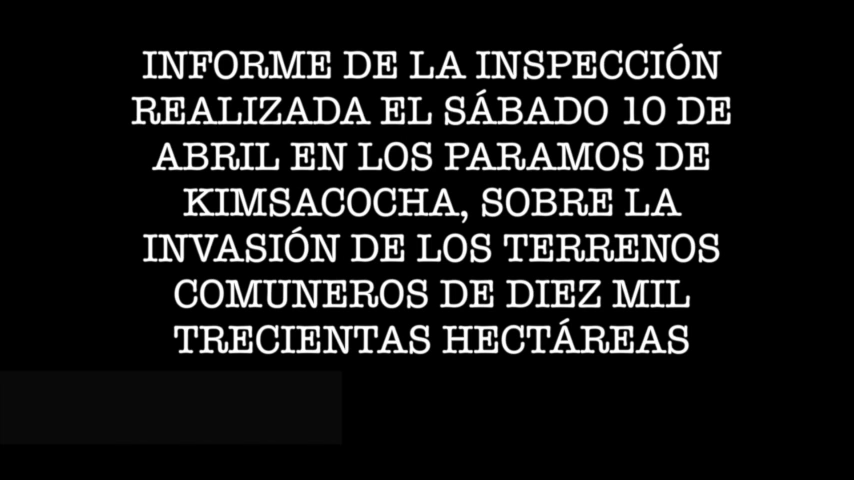 INFORME DE LA INSPECCIÓN
REALIZADA EL SÁBADO 10 DE
ABRIL EN LOS PARAMOS DE
KIMSACOCHA, SOBRE LA
INVASIÓN DE LOS TERRENOS
COMUNEROS DE DIEZ MIL
TRECIENTAS HECTÁREAS